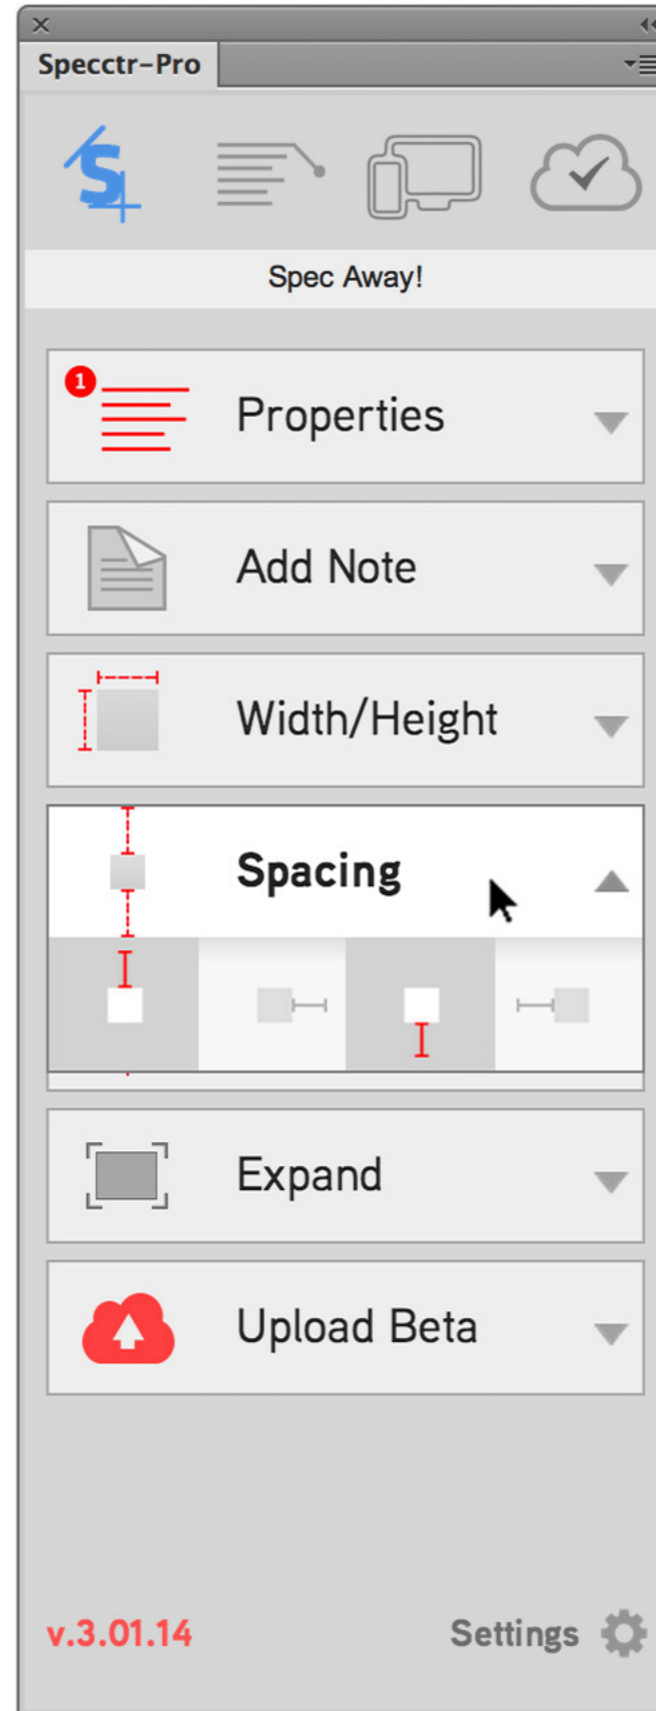 Specctr-Pro
S
Spec Away!
1
Properties
Add Note
Width/Height
Spacing
Expand
Upload Beta
v.3.01.14
Settings